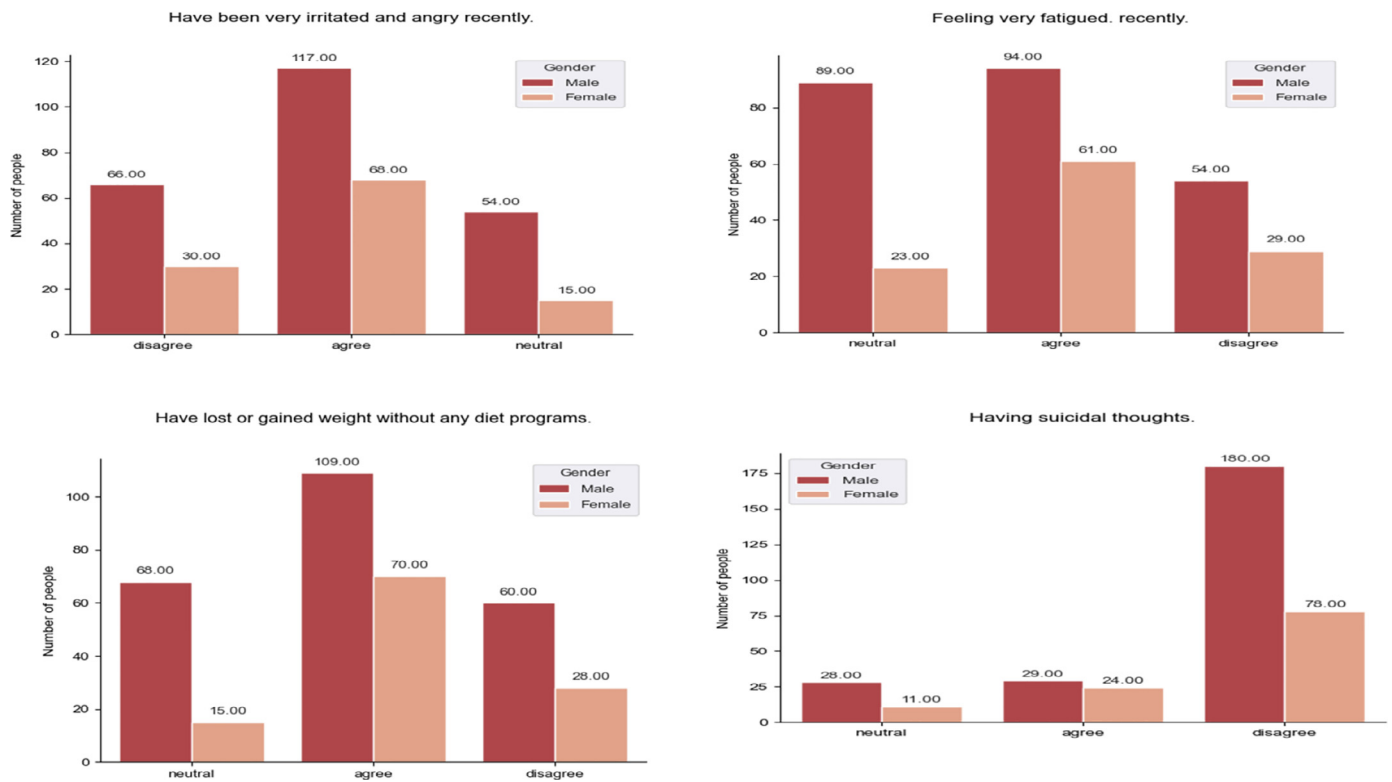 Have been very irritated and angry recently.
120
100
80
60
40
20
0
Number of people
117.00
66.00
68.00
54.00
30.00
15.00
Gender
Male
Female
disagree
agree
neutral
Feeling very fatigued. recently.
80
60
40
20
0
Number of people
89.00
94.00
61.00
54.00
23.00
29.00
Gender
Male
Female
neutral
agree
disagree
Have lost or gained weight without any diet programs.
100
80
60
40
20
0
Number of people
109.00
68.00
70.00
60.00
15.00
28.00
Gender
Male
Female
neutral
agree
disagree
Having suicidal thoughts.
175
150
125
100
75
50
25
0
Number of people
Gender
Male
Female
180.00
78.00
28.00
11.00
29.00
24.00
neutral
agree
disagree